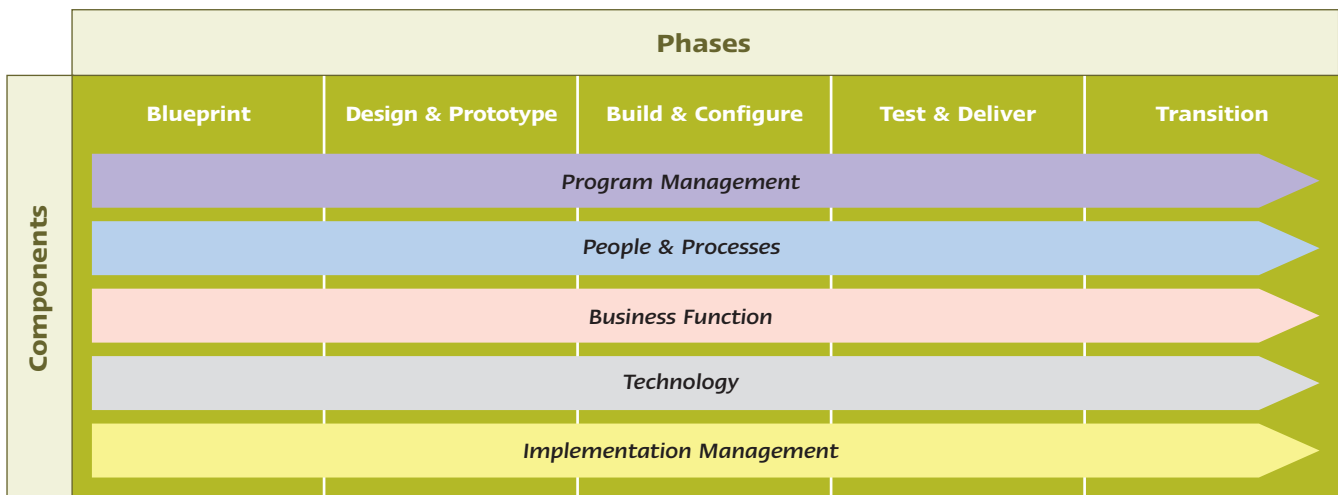 Phases
Components
Blueprint
Design & Prototype
Build & Configure
Test & Deliver
Transition
Program Management
People & Processes
Business Function
Technology
Implementation Management